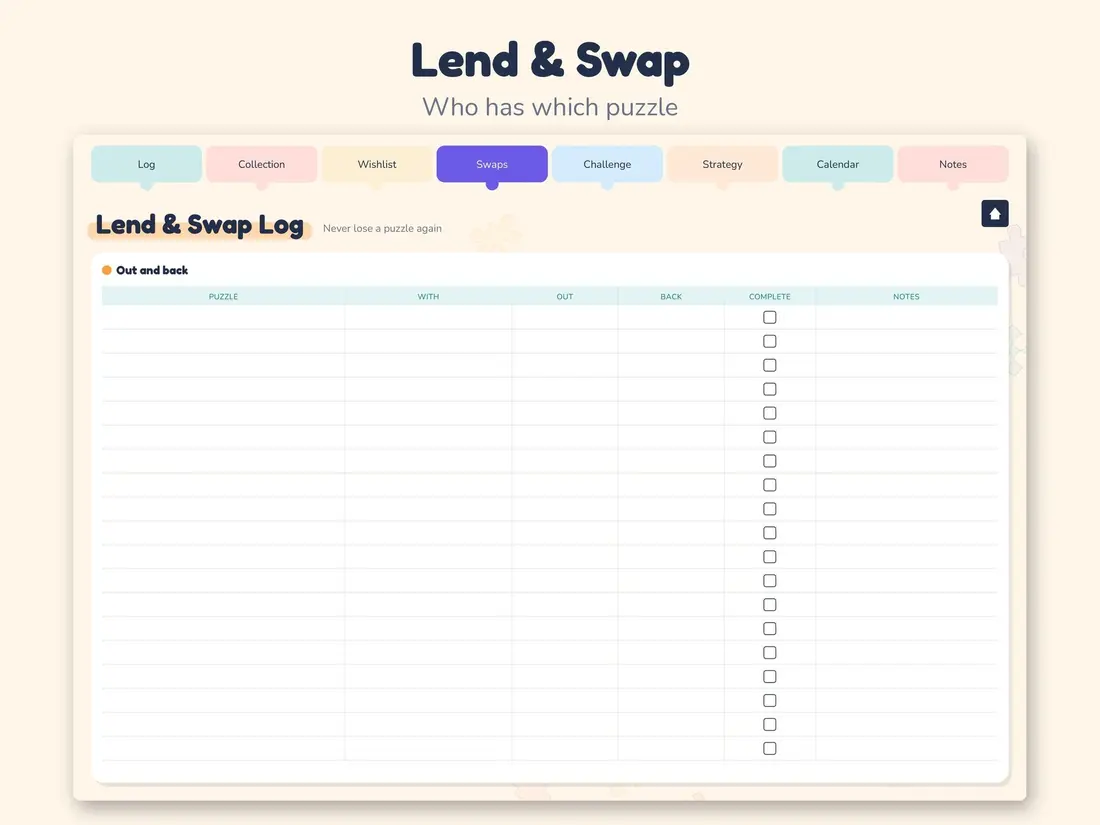 Lend & Swap
Who has which puzzle
Log Collection Wishlist Swaps Challenge Strategy Calendar Notes
Lend & Swap Log Never lose a puzzle again
Out and back
PUZZLE WITH OUT BACK COMPLETE NOTES